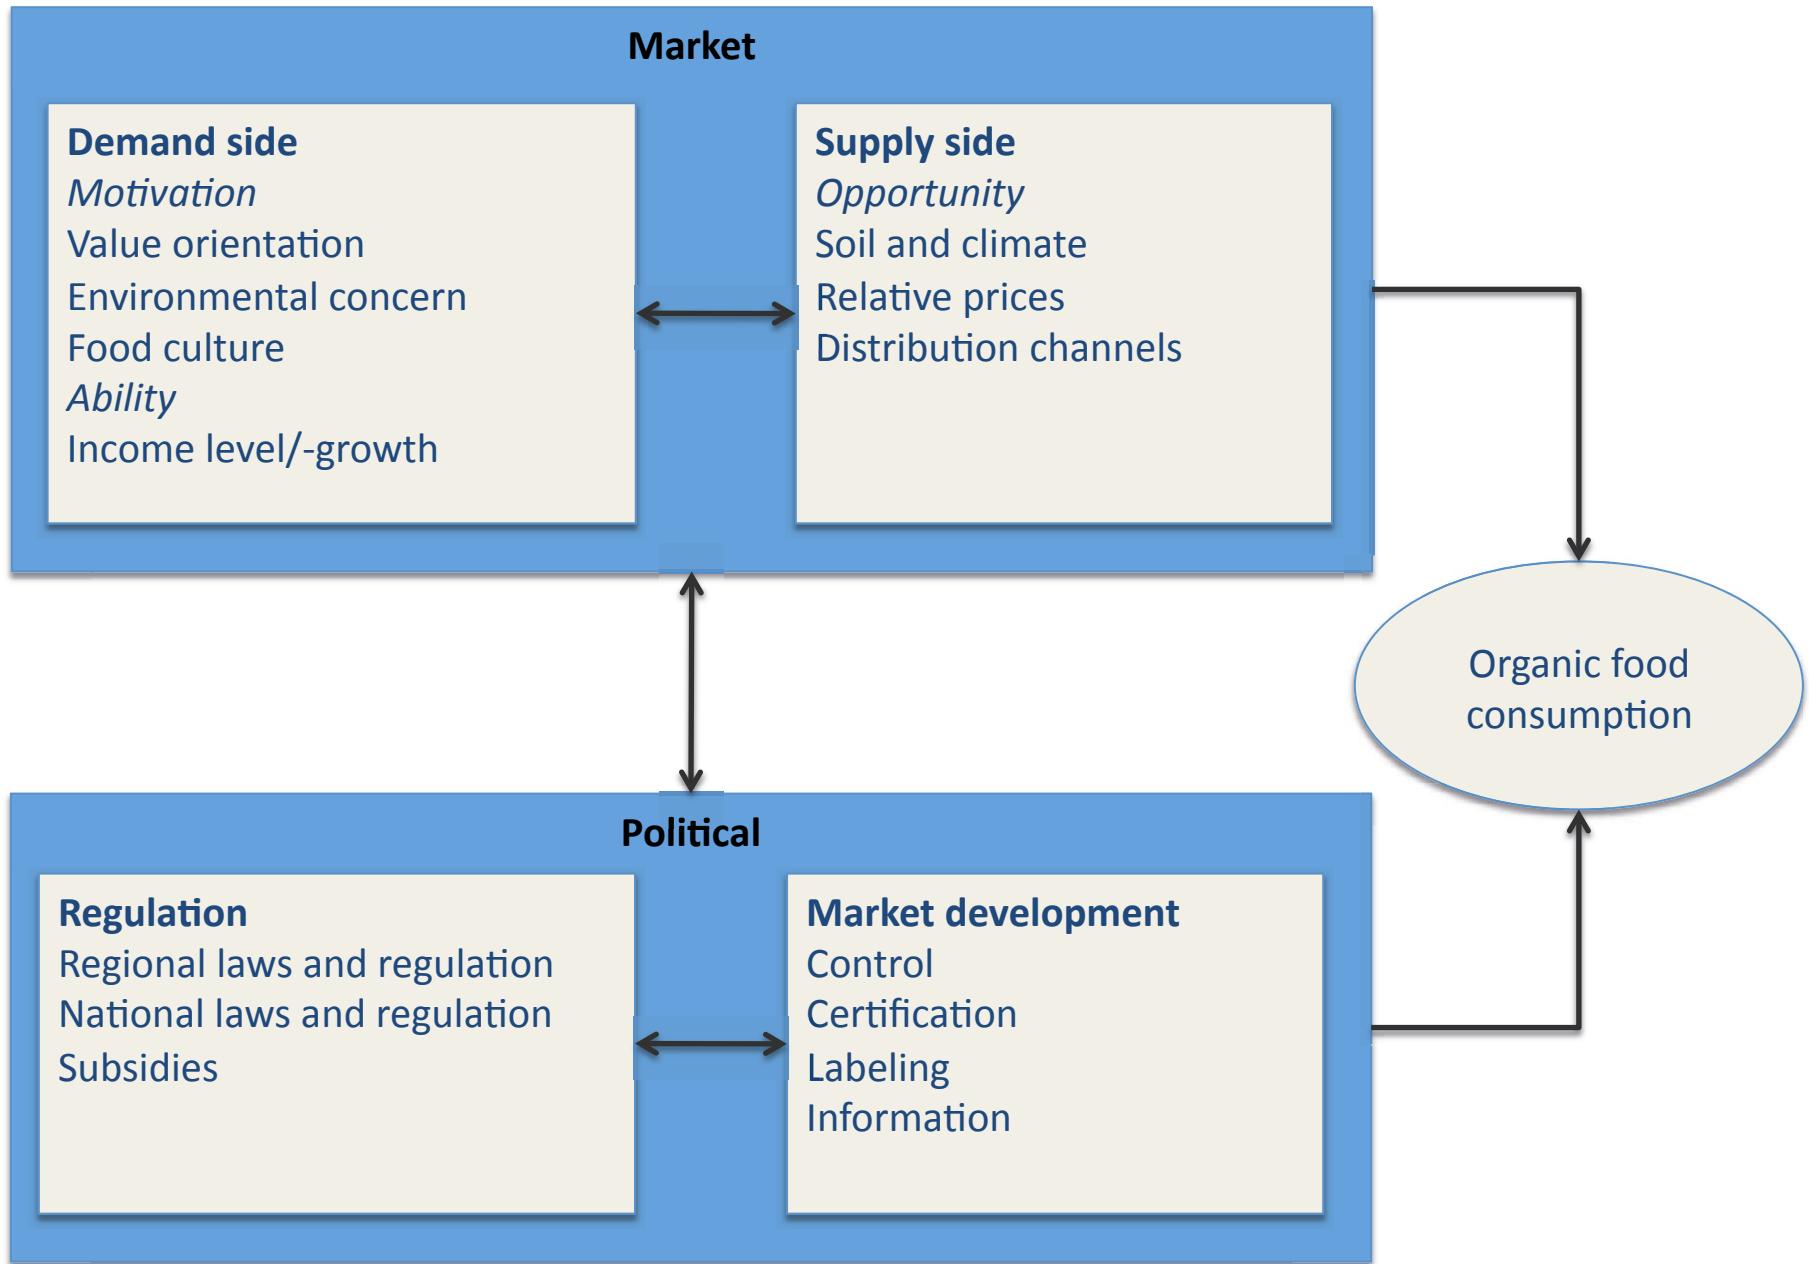 Market
Demand side
Motivation
Value orientation
Environmental concern
Food culture
Ability
Income level/-growth
Supply side
Opportunity
Soil and climate
Relative prices
Distribution channels
Organic food
consumption
Political
Regulation
Regional laws and regulation
National laws and regulation
Subsidies
Market development
Control
Certification
Labeling
Information